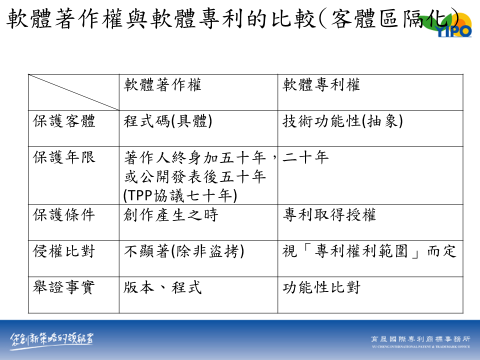 軟體著作權與軟體專利的比較(客體區隔化)
TIPO
軟體著作權 軟體專利權
保護客體 程式碼(具體) 技術功能性(抽象)
保護年限 著作人終身加五十年， 二十年
或公開發表後五十年
(TPP協議七十年)
保護條件 創作產生之時 專利取得授權
侵權比對 不顯著(除非盜拷) 視「專利權利範圍」而定
舉證事實 版本、程式 功能性比對
國際專利商標事務所